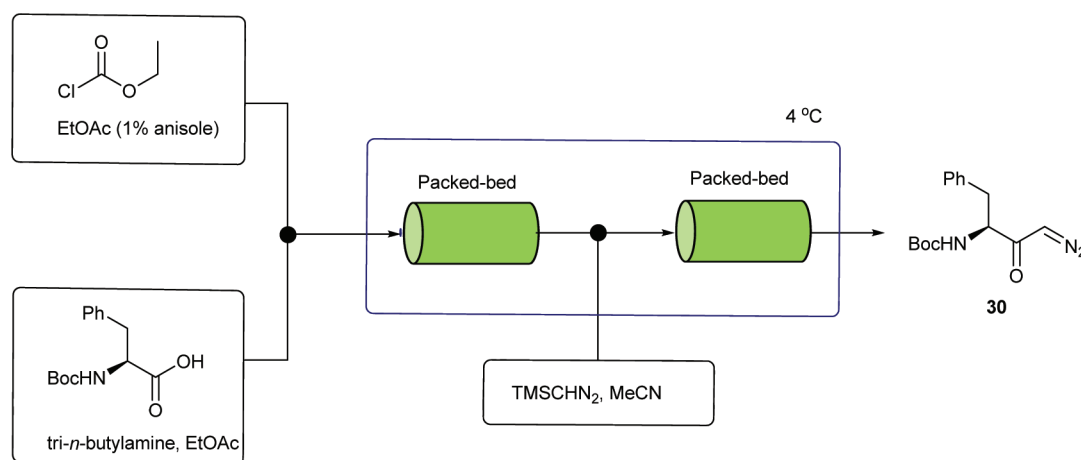 O
Cl
O
EtOAc (1% anisole)
4 °C
Packed-bed
Packed-bed
Ph
BocHN
N₂
O
30
Ph
OH
BocHN
O
tri-n-butylamine, EtOAc
TMSCHN₂, MeCN